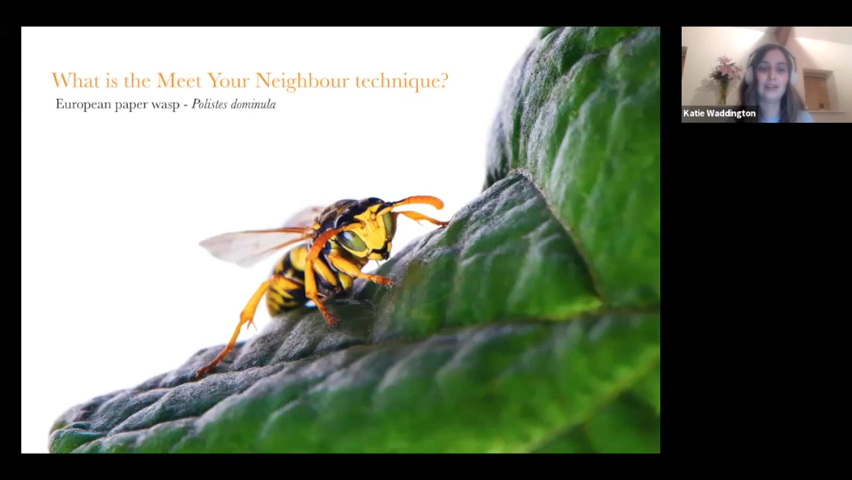 What is the Meet Your Neighbour technique?
European paper wasp - Polistes dominula
Katie Waddington